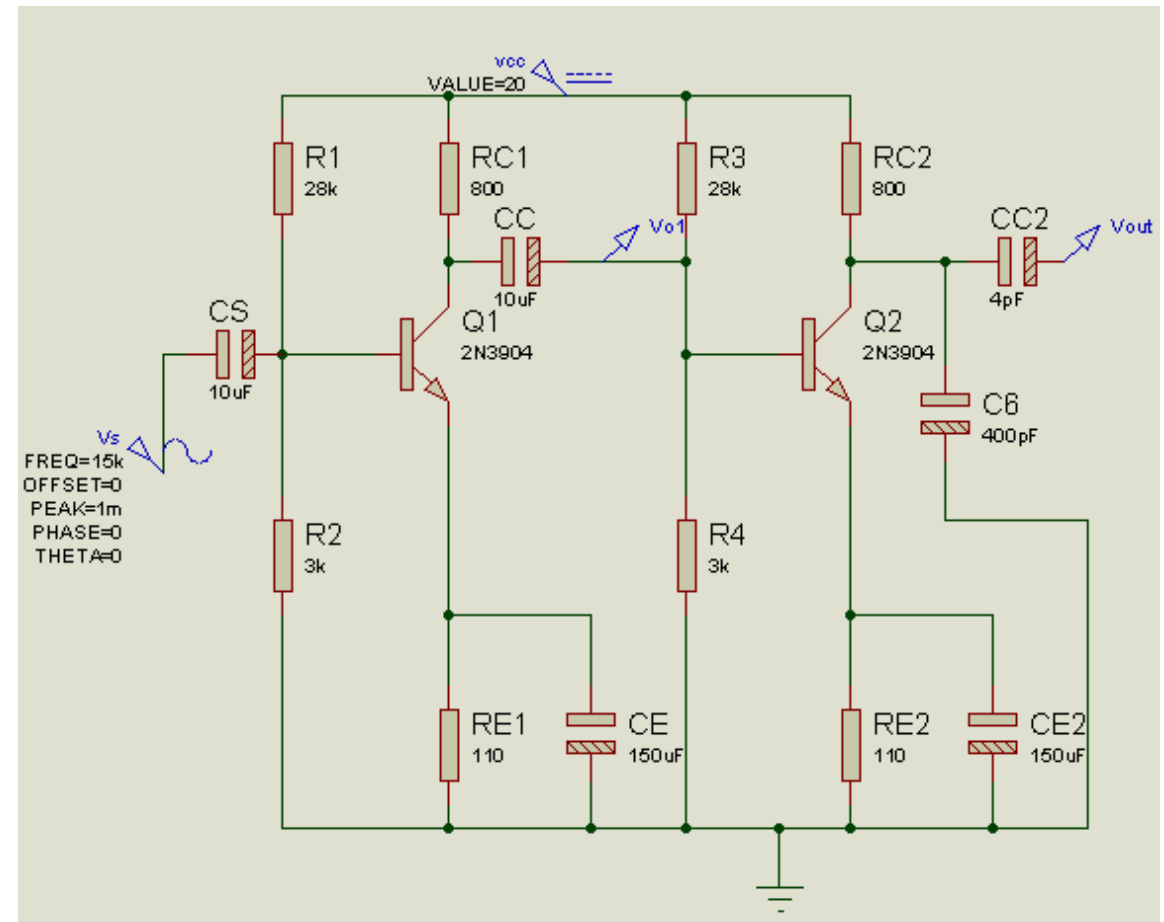 vcc
VALUE=20
R1
28k
RC1
800
R3
28k
RC2
800
CC
10uF
Vo1
CC2
4pF
Vout
CS
10uF
Q1
2N3904
Q2
2N3904
C6
400pF
Vs
FREQ=15k
OFFSET=0
PEAK=1m
PHASE=0
THETA=0
R2
3k
R4
3k
RE1
110
CE
150uF
RE2
110
CE2
150uF